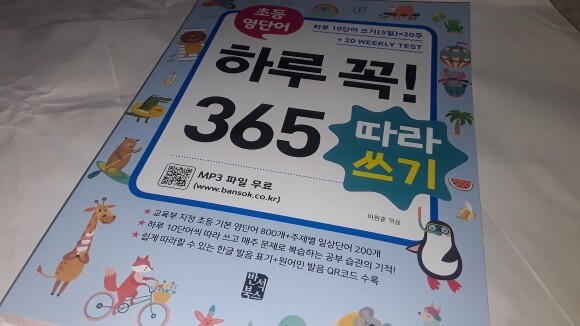 초등
영단어
하루 10단어 쓰기(5일)=20주
+ 20 WEEKLY TEST
하루 꼭!
365
따라
쓰기
MP3 파일 무료
(www.bansok.co.kr)
이원준 엮음
★ 교육부 지정 초등 기본 영단어 800개+주제별 일상단어 200개
★ 하루 10단어씩 따라 쓰고 매주 문제로 복습하는 공부 습관의 기적!
★ 쉽게 따라할 수 있는 한글 발음 표기+원어민 발음 QR코드 수록
반석
북스